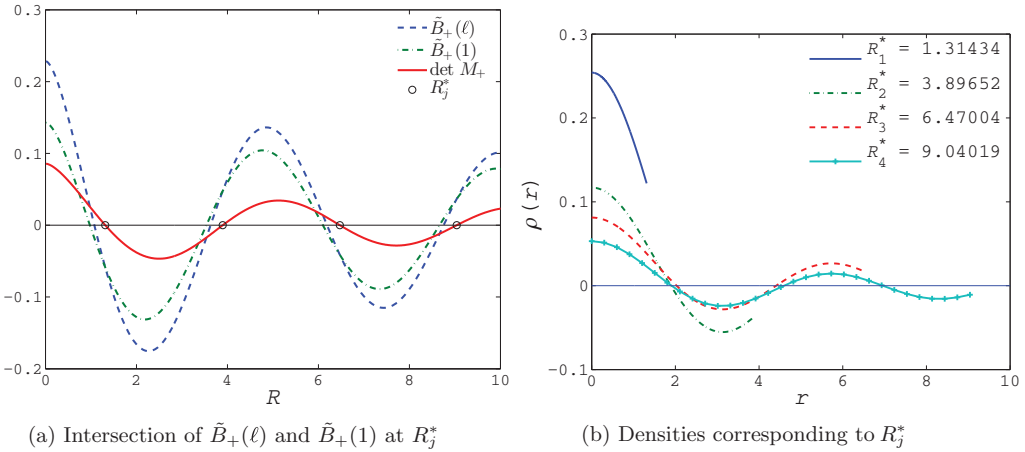 0.3
0.2
0.1
0
-0.1
-0.2
0 2 4 6 8 10
R
B̃₊(ℓ)
B̃₊(1)
det M₊
R*ⱼ
(a) Intersection of B̃₊(ℓ) and B̃₊(1) at R*ⱼ
0.3
0.2
0.1
0
-0.1
ρ(r)
0 2 4 6 8 10
r
R*₁ = 1.31434
R*₂ = 3.89652
R*₃ = 6.47004
R*₄ = 9.04019
(b) Densities corresponding to R*ⱼ